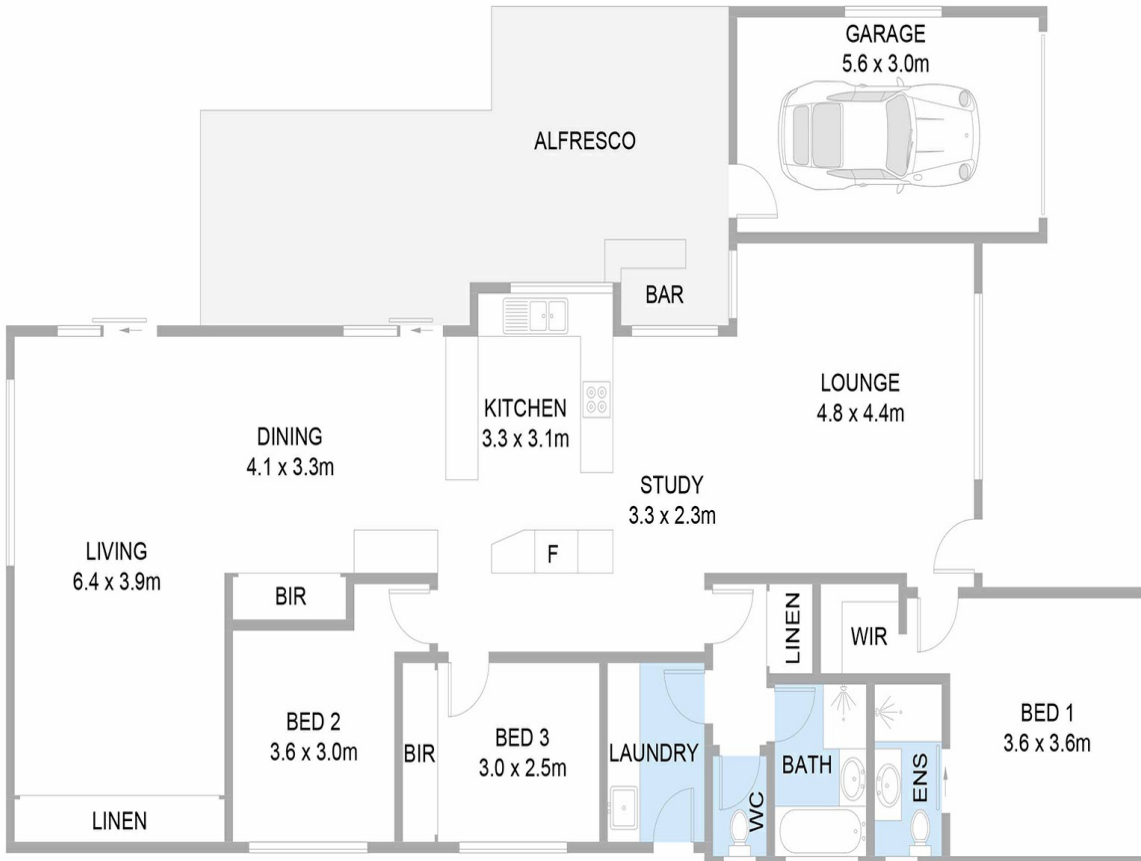 GARAGE
5.6 x 3.0m
ALFRESCO
BAR
LOUNGE
4.8 x 4.4m
KITCHEN
3.3 x 3.1m
DINING
4.1 x 3.3m
STUDY
3.3 x 2.3m
LIVING
6.4 x 3.9m
F
BIR
LINEN
WIR
BED 2
3.6 x 3.0m
BIR
BED 3
3.0 x 2.5m
LAUNDRY
WC
BATH
ENS
BED 1
3.6 x 3.6m
LINEN